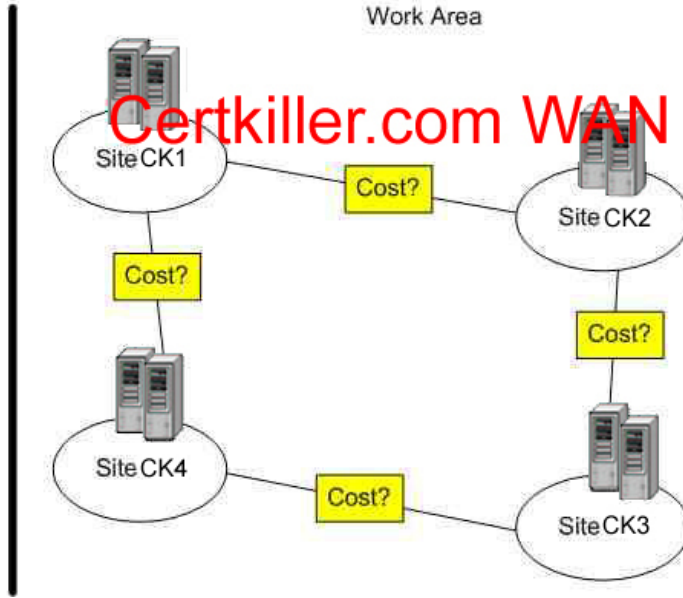 Work Area
Certkiller.com WAN
Site CK1
Cost?
Site CK2
Cost?
Cost?
Site CK4
Cost?
Site CK3